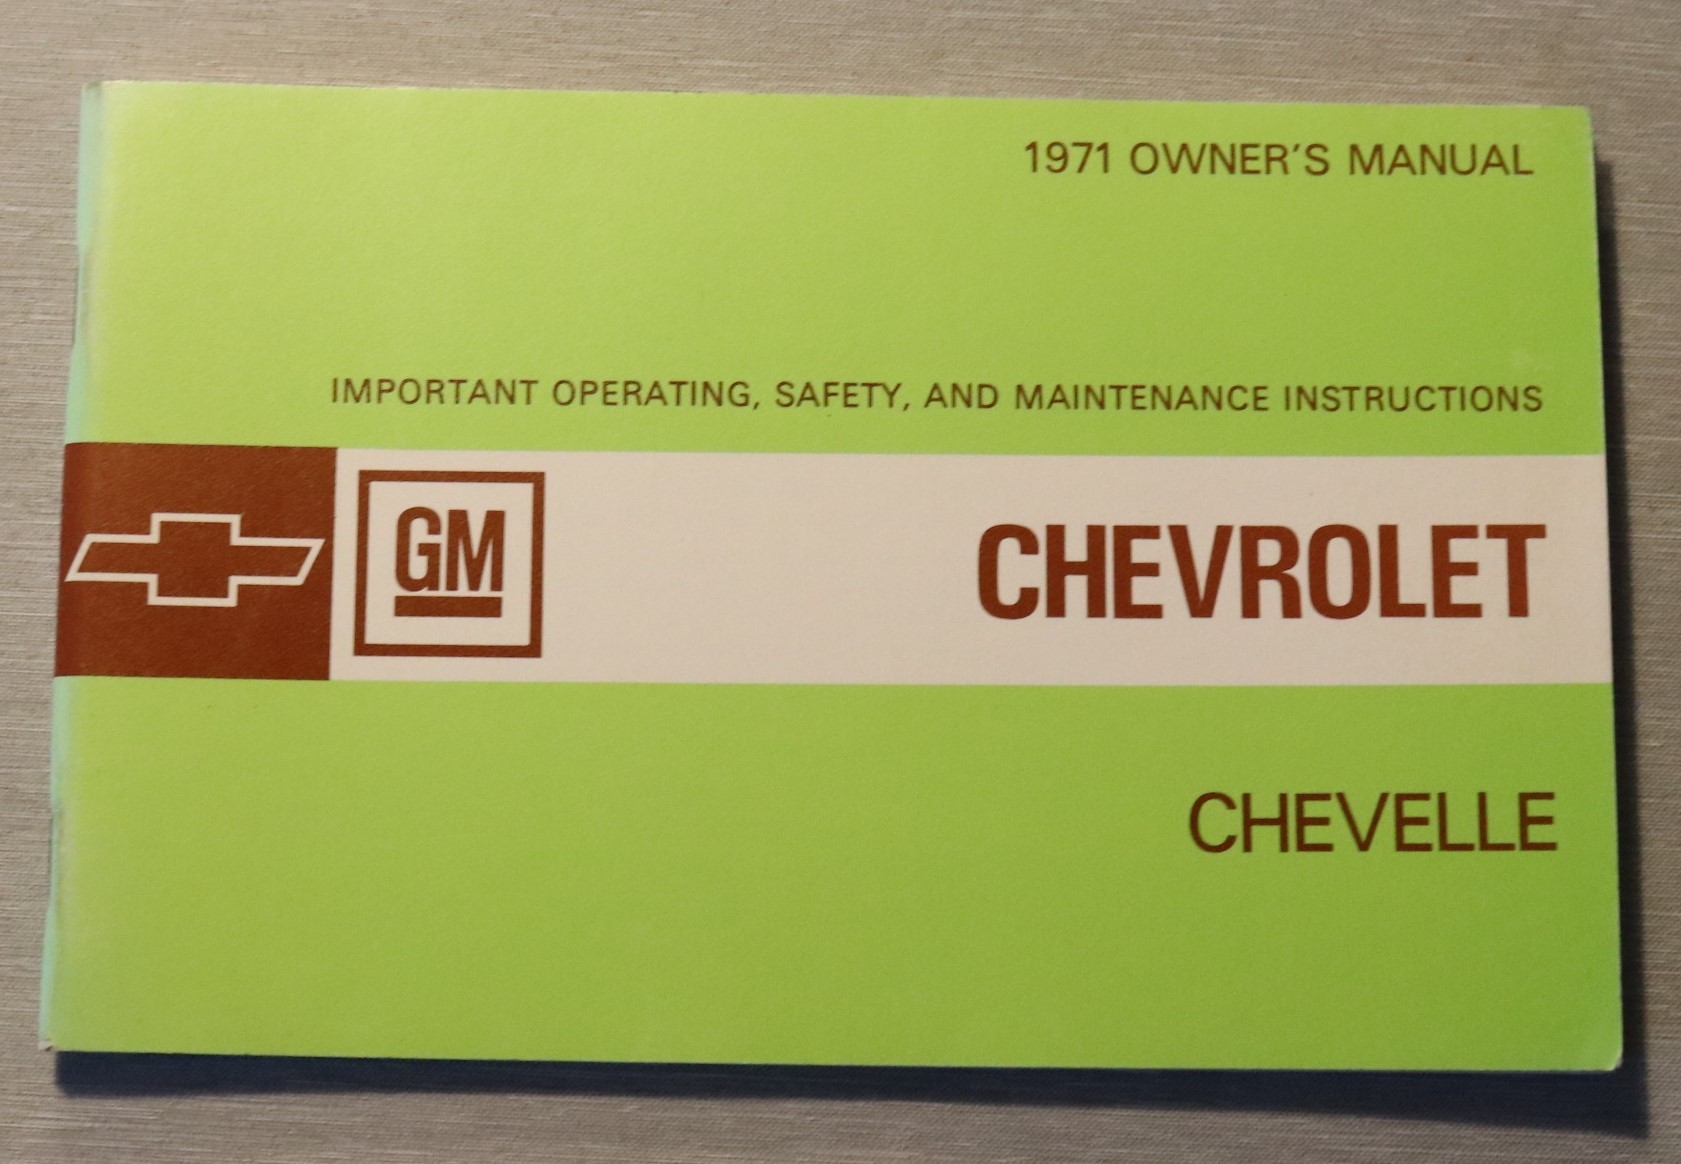 1971 OWNER'S MANUAL
IMPORTANT OPERATING, SAFETY, AND MAINTENANCE INSTRUCTIONS
GM
CHEVROLET
CHEVELLE